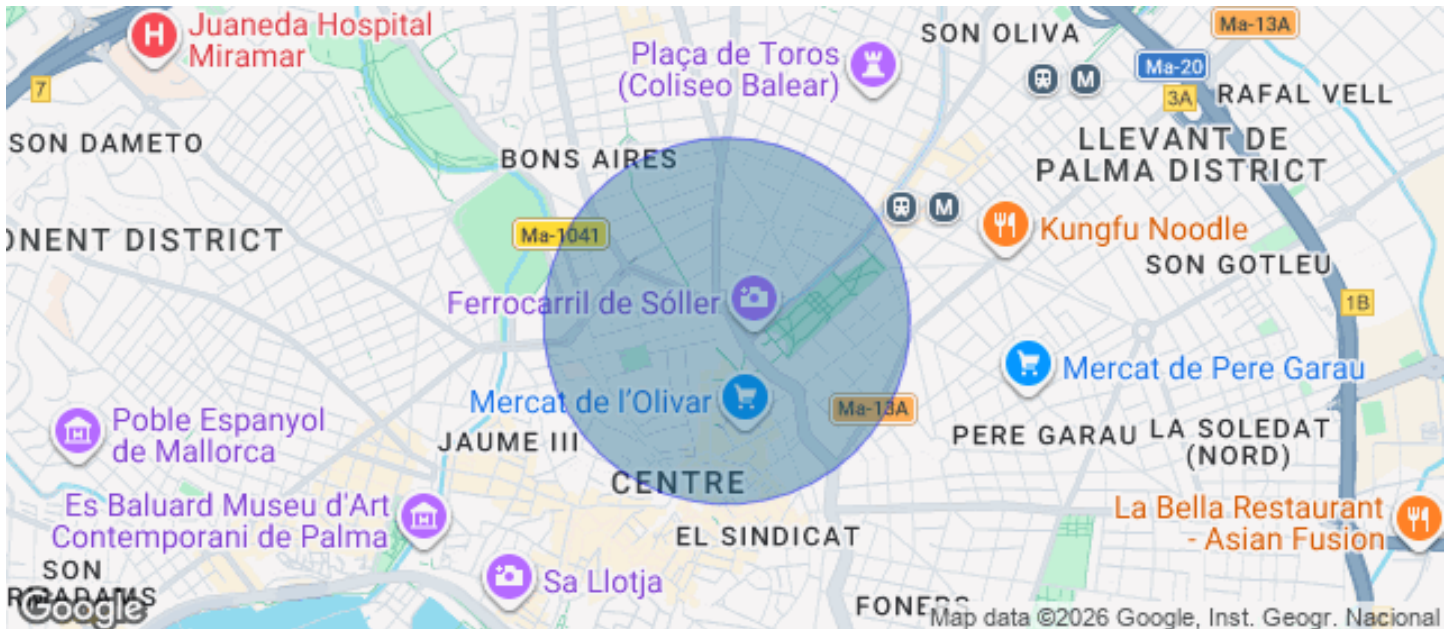 Juaneda Hospital
Miramar
H
7
SON DAMETO
BONS AIRES
Plaça de Toros
(Coliseo Balear)
SON OLIVA
M
Ma-13A
Ma-20
3A
RAFAL VELL
LLEVANT DE
PALMA DISTRICT
M
Kungfu Noodle
SON GOTLEU
ONENT DISTRICT
Ma-1041
Ferrocarril de Sóller
1B
Mercat de l'Olivar
Ma-13A
Mercat de Pere Garau
Poble Espanyol
de Mallorca
JAUME III
CENTRE
PERE GARAU
LA SOLEDAT
(NORD)
Es Baluard Museu d'Art
Contemporani de Palma
EL SINDICAT
La Bella Restaurant
- Asian Fusion
Sa Llotja
SON
Google
FONERS
Map data ©2026 Google, Inst. Geogr. Nacional